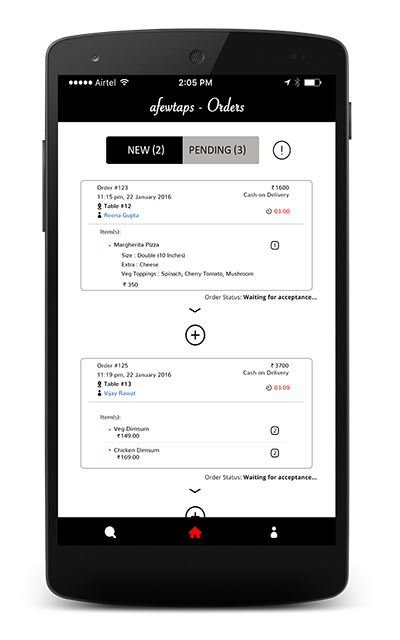 Airtel 2:05 PM
afewtaps - Orders
NEW (2) PENDING (3) !
Order #123 ₹1600
11:15 pm, 22 January 2016 Cash on Delivery
Table #12
Reena Gupta 03:00
Item(s):
Margherita Pizza 1
Size : Double (10 Inches)
Extra : Cheese
Veg Toppings : Spinach, Cherry Tomato, Mushroom
₹ 350
Order Status: Waiting for acceptance...
Order #125 ₹ 3700
11:19 pm, 22 January 2016 Cash on Delivery
Table #13
Vijay Rawat 03:09
Item(s):
Veg Dimsum 2
₹149.00
Chicken Dimsum 2
₹169.00
Order Status: Waiting for acceptance...